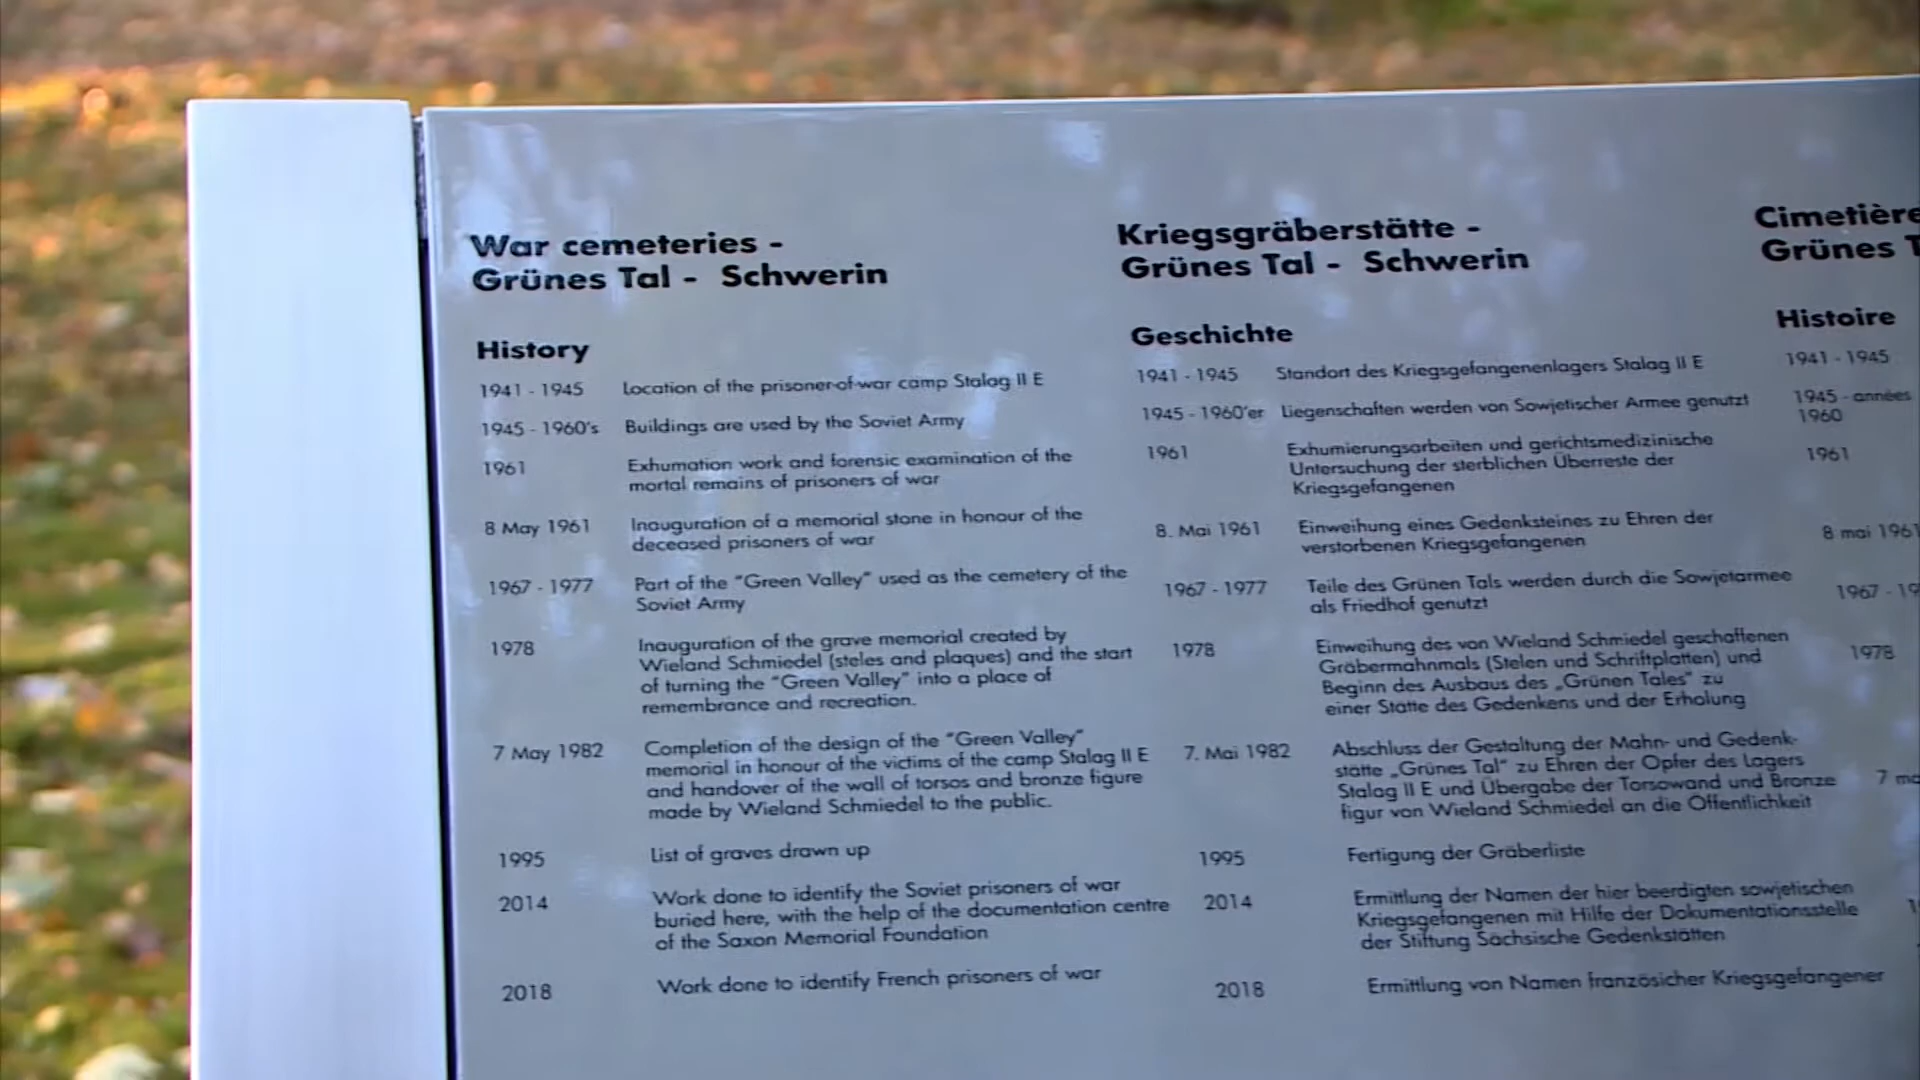 War cemeteries -
Grünes Tal - Schwerin
History
1941 - 1945 Location of the prisoner-of-war camp Stalag II E
1945 - 1960's Buildings are used by the Soviet Army
1961 Exhumation work and forensic examination of the
mortal remains of prisoners of war
8 May 1961 Inauguration of a memorial stone in honour of the
deceased prisoners of war
1967 - 1977 Part of the "Green Valley" used as the cemetery of the
Soviet Army
1978 Inauguration of the grave memorial created by
Wieland Schmiedel (steles and plaques) and the start
of turning the "Green Valley" into a place of
remembrance and recreation.
7 May 1982 Completion of the design of the "Green Valley"
memorial in honour of the victims of the camp Stalag II E
and handover of the wall of torsos and bronze figure
made by Wieland Schmiedel to the public.
1995 List of graves drawn up
2014 Work done to identify the Soviet prisoners of war
buried here, with the help of the documentation centre
of the Saxon Memorial Foundation
2018 Work done to identify French prisoners of war
Kriegsgräberstätte -
Grünes Tal - Schwerin
Geschichte
1941 - 1945 Standort des Kriegsgefangenenlagers Stalag II E
1945 - 1960'er Liegenschaften werden von Sowjetischer Armee genutzt
1961 Exhumierungsarbeiten und gerichtsmedizinische
Untersuchung der sterblichen Überreste der
Kriegsgefangenen
8. Mai 1961 Einweihung eines Gedenksteines zu Ehren der
verstorbenen Kriegsgefangenen
1967 - 1977 Teile des Grünen Tals werden durch die Sowjetarmee
als Friedhof genutzt
1978 Einweihung des von Wieland Schmiedel geschaffenen
Gräbermahnmals (Stelen und Schriftplatten) und
Beginn des Ausbaus des „Grünen Tales" zu
einer Statte des Gedenkens und der Erholung
7. Mai 1982 Abschluss der Gestaltung der Mahn- und Gedenk-
stätte „Grünes Tal" zu Ehren der Opfer des Lagers
Stalag II E und Übergabe der Torsowand und Bronze
figur von Wieland Schmiedel an die Öffentlichkeit
1995 Fertigung der Gräberliste
2014 Ermittlung der Namen der hier beerdigten sowjetischen
Kriegsgefangenen mit Hilfe der Dokumentationsstelle
der Stiftung Sächsische Gedenkstätten
2018 Ermittlung von Namen französicher Kriegsgefangener
Cimetière
Grünes T
Histoire
1941 - 1945
1945 - années
1960
1961
8 mai 1961
1967 - 19
1978
7 ma